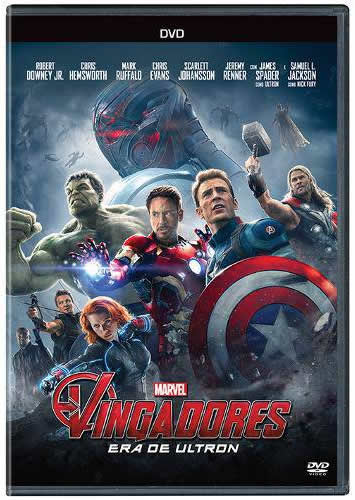 DVD
ROBERT DOWNEY JR. CHRIS HEMSWORTH MARK RUFFALO CHRIS EVANS SCARLETT JOHANSSON JEREMY RENNER COM JAMES SPADER COMO ULTRON E SAMUEL L. JACKSON COMO NICK FURY
MARVEL
VINGADORES
ERA DE ULTRON
DVD
VIDEO